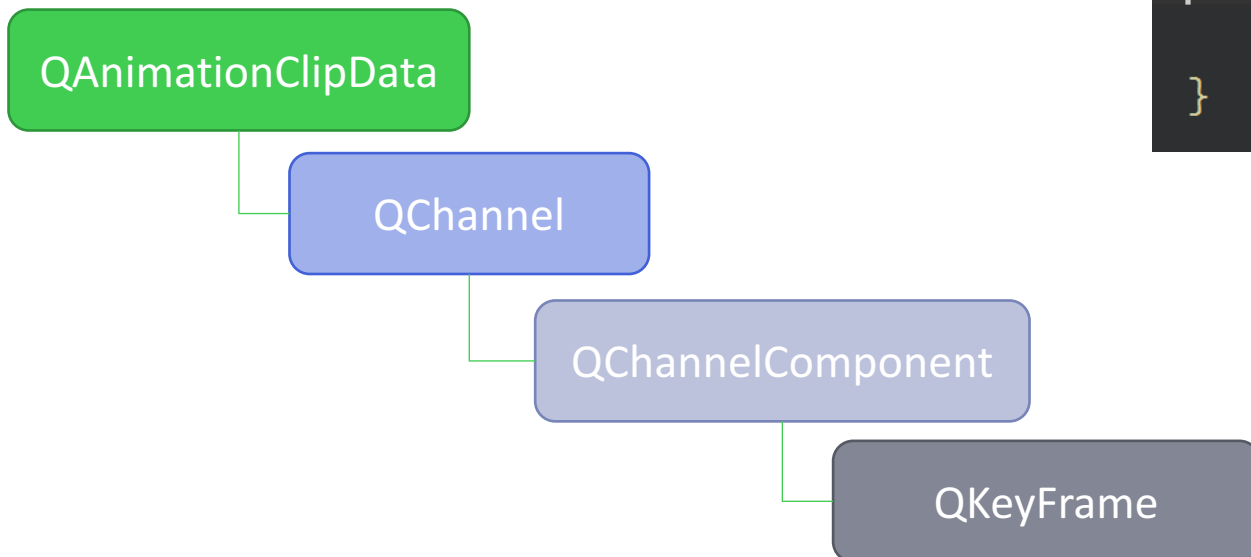 QAnimationClipData
}
QChannel
QChannelComponent
QKeyFrame